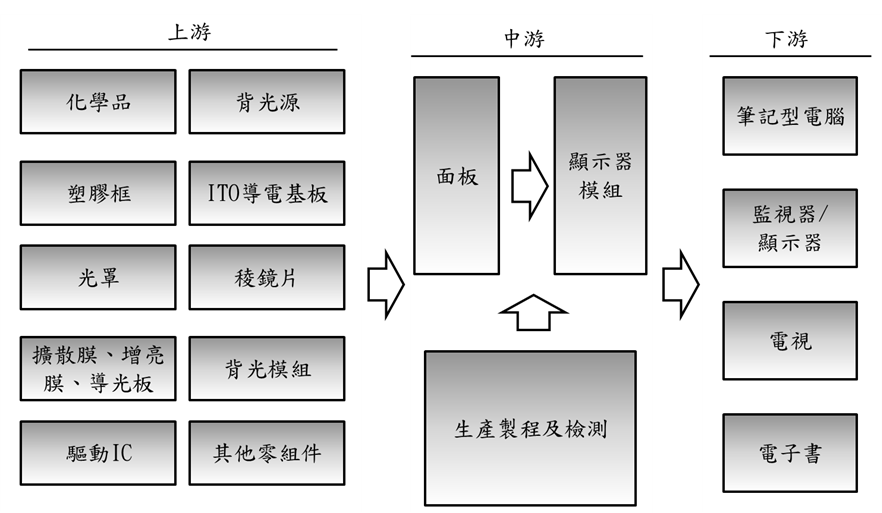 上游
化學品
背光源
塑膠框
ITO導電基板
光罩
稜鏡片
擴散膜、增亮
膜、導光板
背光模組
驅動IC
其他零組件
中游
面板
顯示器
模組
生產製程及檢測
下游
筆記型電腦
監視器/
顯示器
電視
電子書